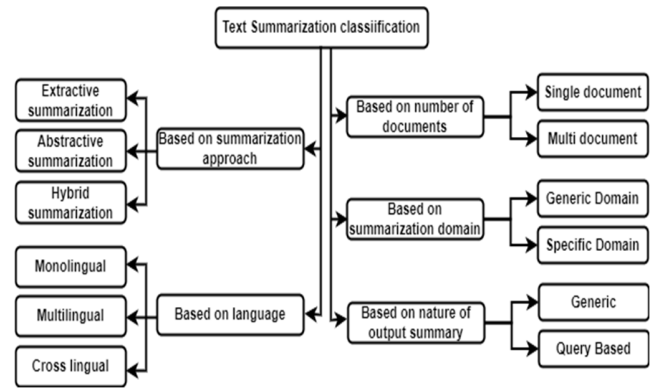 Text Summarization classiification
Extractive
summarization
Abstractive
summarization
Hybrid
summarization
Based on summarization
approach
Monolingual
Multilingual
Cross lingual
Based on language
Based on number of
documents
Single document
Multi document
Based on
summarization domain
Generic Domain
Specific Domain
Based on nature of
output summary
Generic
Query Based